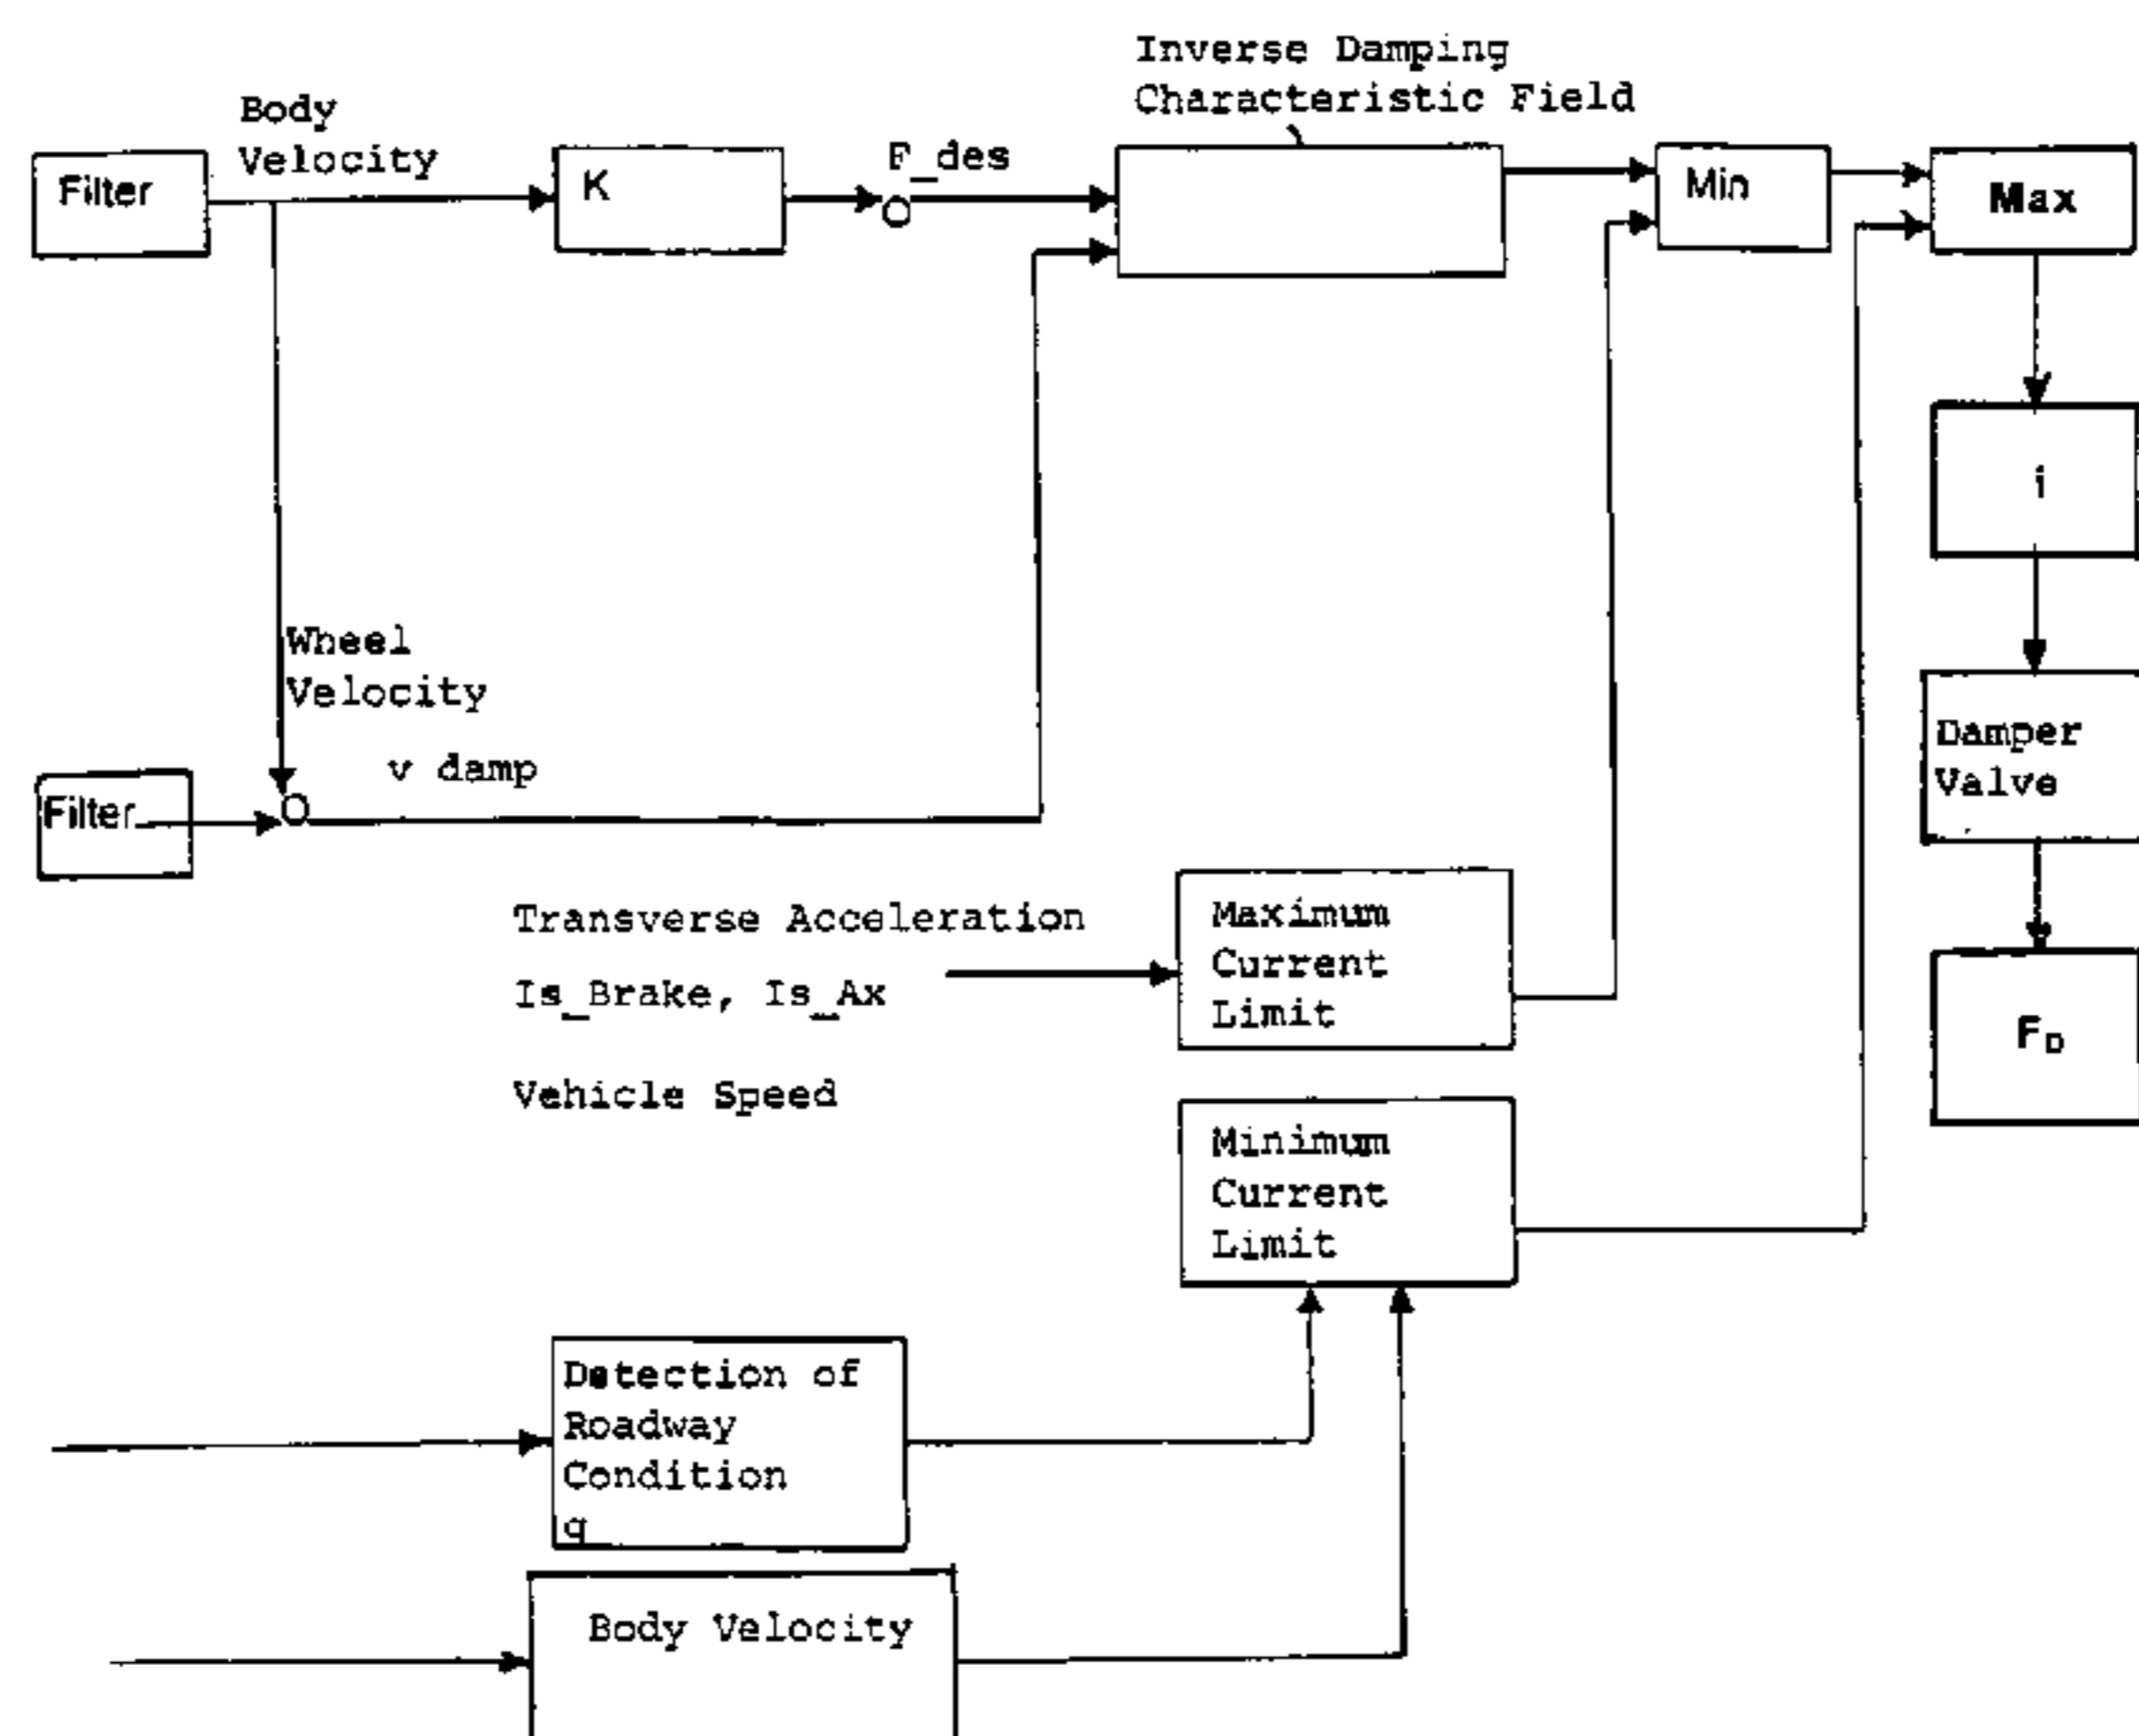 Inverse Damping
Characteristic Field
Body
Velocity
Filter
K
F_des
Min
Max
i
Wheel
Velocity
v damp
Filter
Damper
Valve
Transverse Acceleration
Is_Brake, Is_Ax
Vehicle Speed
Maximum
Current
Limit
F_D
Minimum
Current
Limit
Detection of
Roadway
Condition
q
Body Velocity